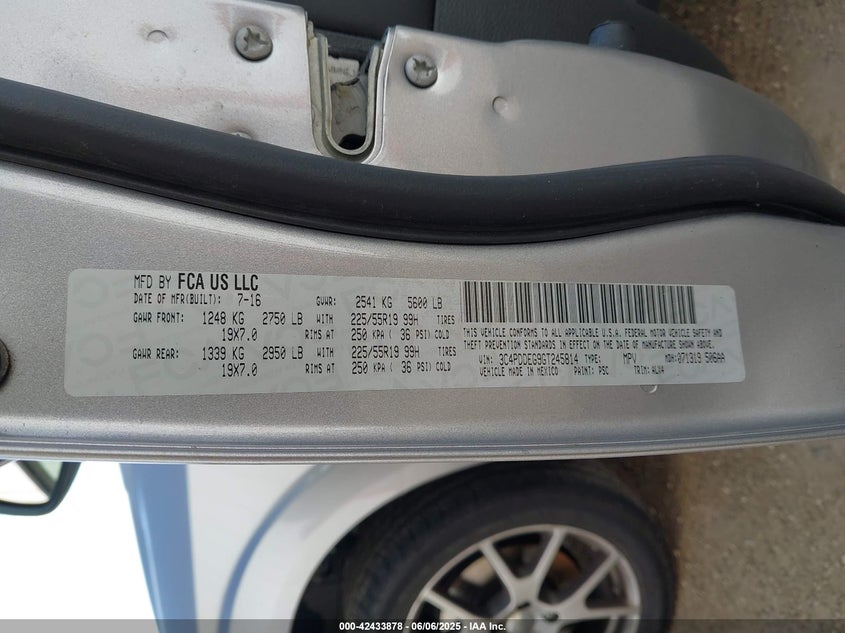 MFD BY FCA US LLC
DATE OF MFR(BUILT): 7-16 GVWR: 2541 KG 5600 LB
GAWR FRONT: 1248 KG 2750 LB WITH 225/55R19 99H TIRES
19X7.0 RIMS AT 250 KPA ( 36 PSI) COLD
GAWR REAR: 1339 KG 2950 LB WITH 225/55R19 99H TIRES
19X7.0 RIMS AT 250 KPA ( 36 PSI) COLD
THIS VEHICLE CONFORMS TO ALL APPLICABLE U.S.A. FEDERAL MOTOR VEHICLE SAFETY AND
THEFT PREVENTION STANDARDS IN EFFECT ON THE DATE OF MANUFACTURE SHOWN ABOVE.
VIN: 3C4PDDEG9GT245814 TYPE: MPV MDH: 071319 506AA
VEHICLE MADE IN MEXICO PAINT: PSC TRIM: ALX4
000-42433878 - 06/06/2025 - IAA Inc.